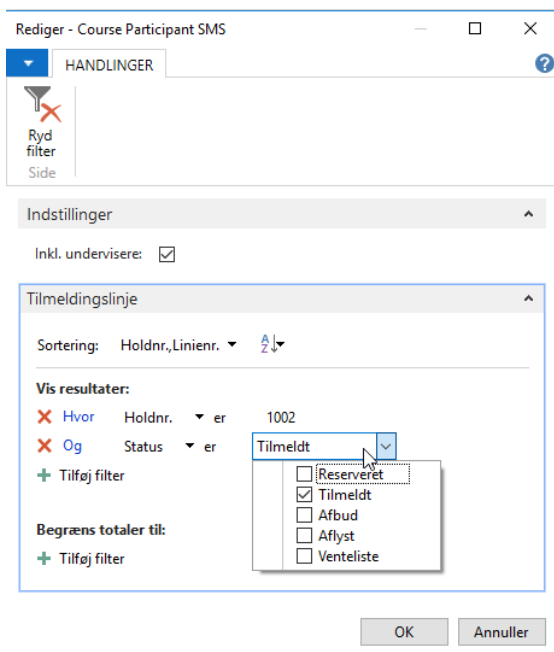 Rediger - Course Participant SMS
HANDLINGER
Ryd
filter
Side
Indstillinger
Inkl. undervisere:
Tilmeldingslinje
Sortering: Holdnr.,Linienr. A Z
Vis resultater:
Hvor Holdnr. er 1002
Og Status er Tilmeldt
Tilføj filter
Reserveret
Tilmeldt
Afbud
Aflyst
Venteliste
Begræns totaler til:
Tilføj filter
OK Annuller